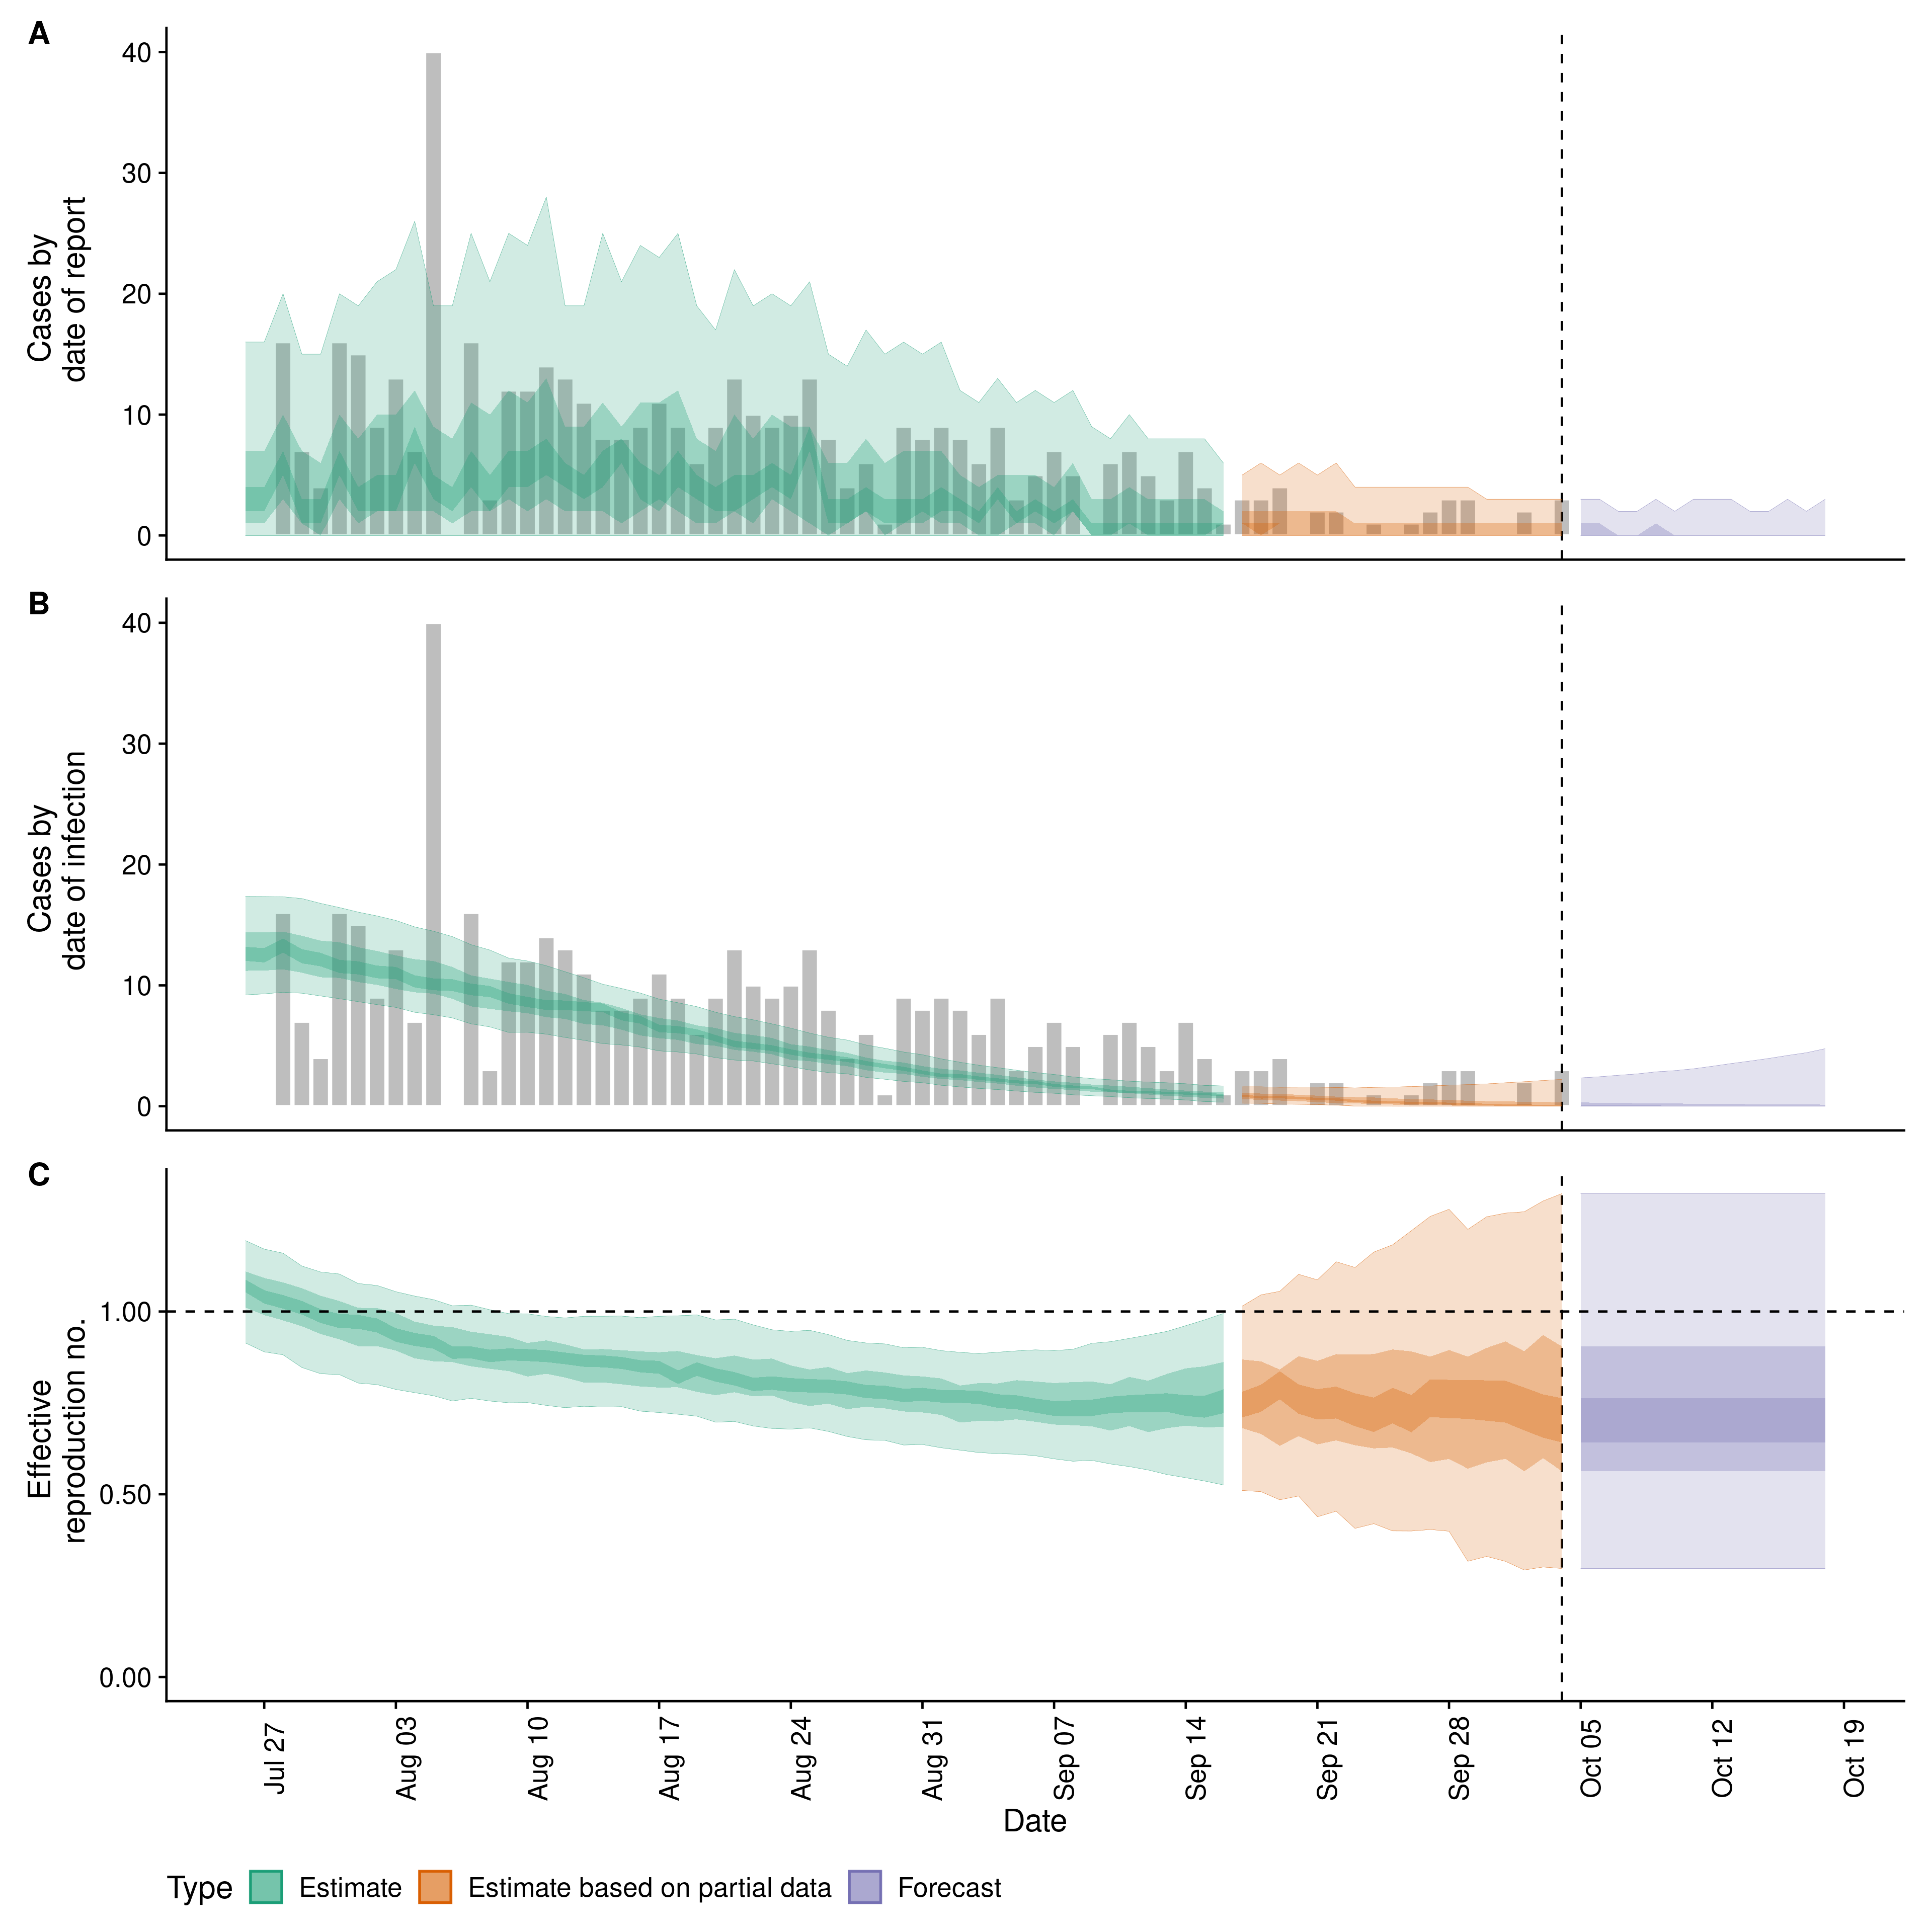 A
40
30
20
10
0
Cases by
date of report
B
40
30
20
10
0
Cases by
date of infection
C
1.00
0.50
0.00
Effective
reproduction no.
Jul 27
Aug 03
Aug 10
Aug 17
Aug 24
Aug 31
Sep 07
Sep 14
Sep 21
Sep 28
Oct 05
Oct 12
Oct 19
Date
Type Estimate Estimate based on partial data Forecast